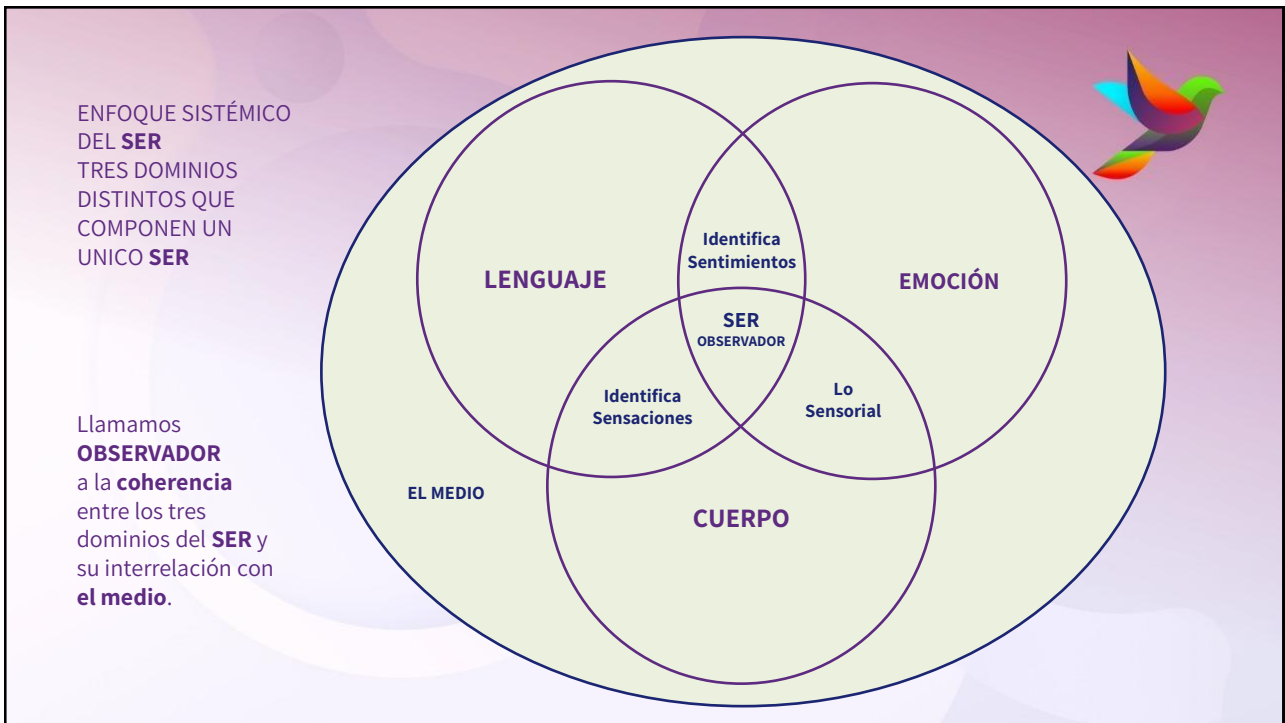 ENFOQUE SISTÉMICO
DEL SER
TRES DOMINIOS
DISTINTOS QUE
COMPONEN UN
UNICO SER
Llamamos
OBSERVADOR
a la coherencia
entre los tres
dominios del SER y
su interrelación con
el medio.
LENGUAJE
Identifica
Sentimientos
EMOCIÓN
SER
OBSERVADOR
Identifica
Sensaciones
Lo
Sensorial
EL MEDIO
CUERPO